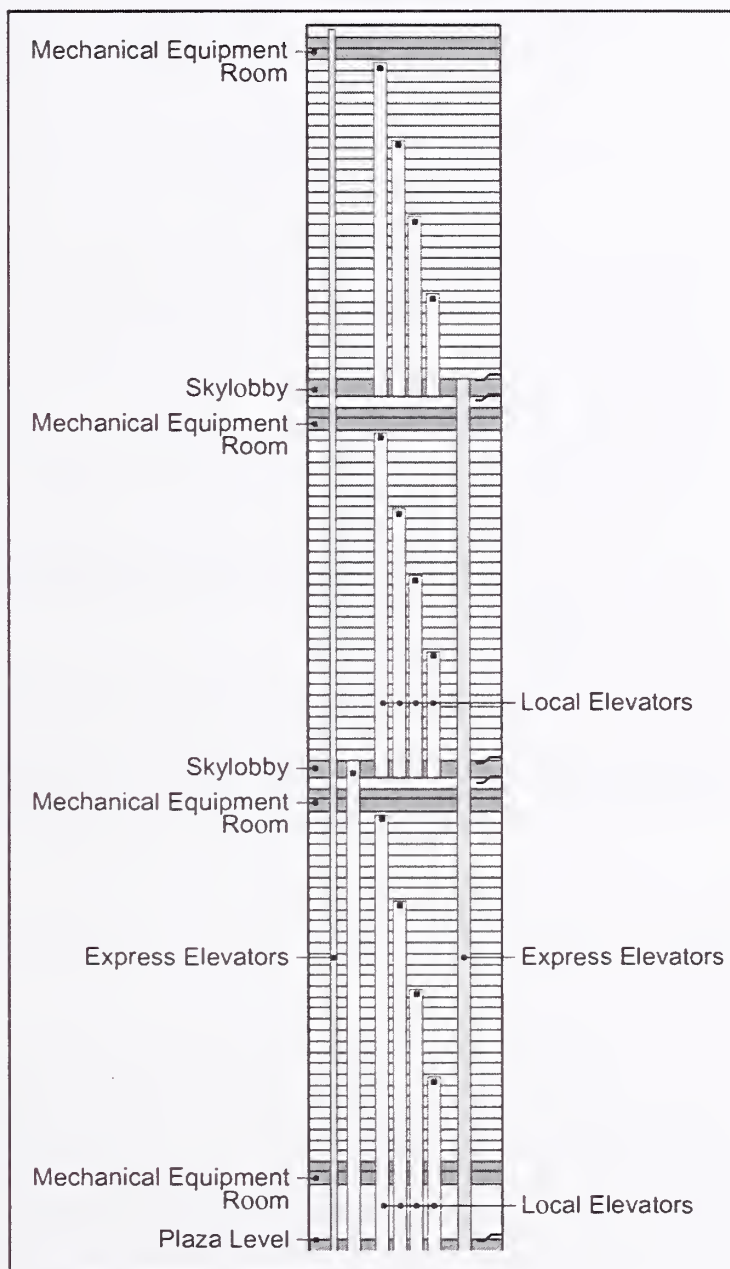 Mechanical Equipment
Room
Skylobby
Mechanical Equipment
Room
Local Elevators
Skylobby
Mechanical Equipment
Room
Express Elevators
Express Elevators
Mechanical Equipment
Room
Local Elevators
Plaza Level